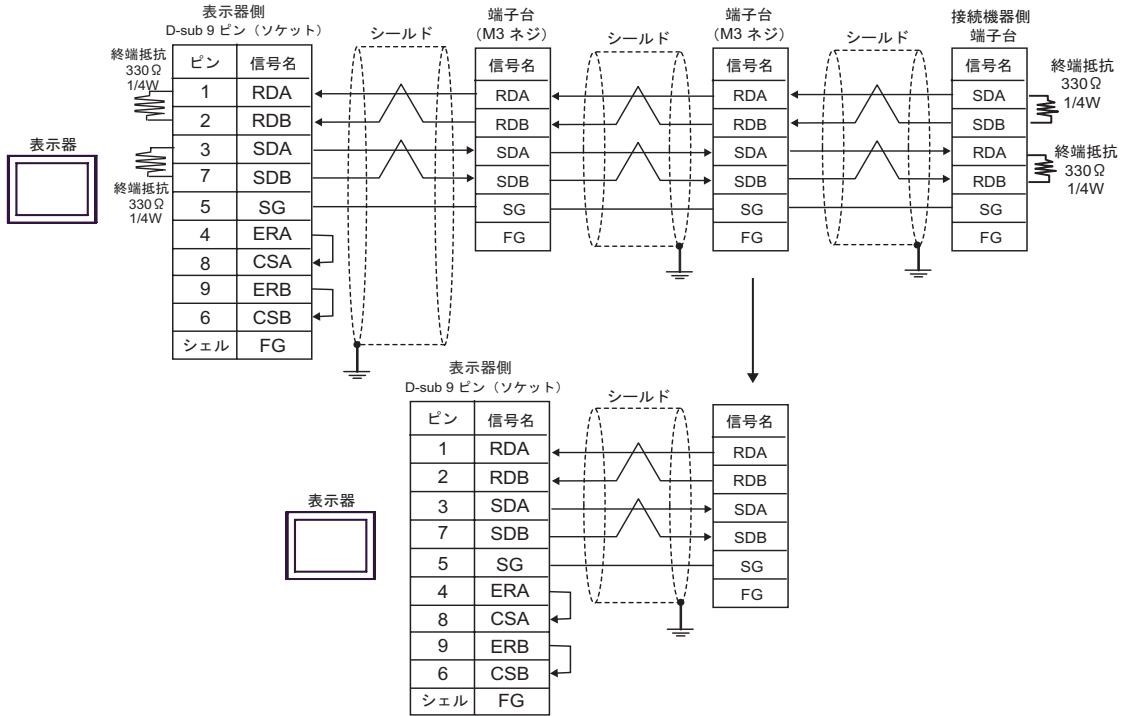 表示器側
D-sub 9 ピン（ソケット）
シールド
端子台
（M3 ネジ）
シールド
端子台
（M3 ネジ）
シールド
接続機器側
端子台
終端抵抗
330Ω
1/4W
ピン 信号名
1 RDA
2 RDB
3 SDA
7 SDB
5 SG
4 ERA
8 CSA
9 ERB
6 CSB
シェル FG
終端抵抗
330Ω
1/4W
表示器
信号名
RDA
RDB
SDA
SDB
SG
FG
信号名
RDA
RDB
SDA
SDB
SG
FG
信号名
SDA
SDB
RDA
RDB
SG
FG
終端抵抗
330Ω
1/4W
終端抵抗
330Ω
1/4W
表示器側
D-sub 9 ピン（ソケット）
シールド
表示器
ピン 信号名
1 RDA
2 RDB
3 SDA
7 SDB
5 SG
4 ERA
8 CSA
9 ERB
6 CSB
シェル FG
信号名
RDA
RDB
SDA
SDB
SG
FG